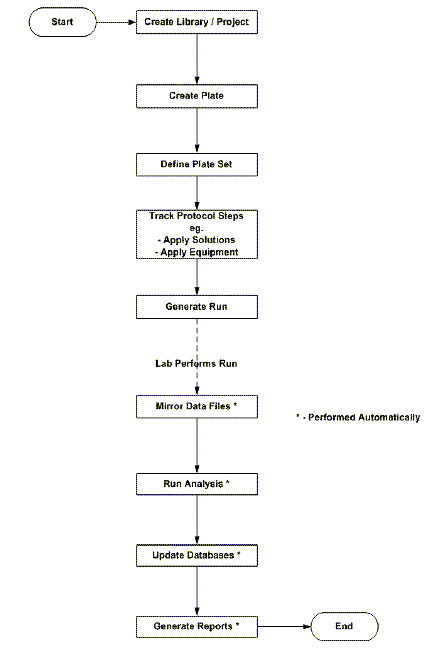 Start
Create Library / Project
Create Plate
Define Plate Set
Track Protocol Steps
eg.
- Apply Solutions
- Apply Equipment
Generate Run
Lab Performs Run
Mirror Data Files *
* - Performed Automatically
Run Analysis *
Update Databases *
Generate Reports *
End